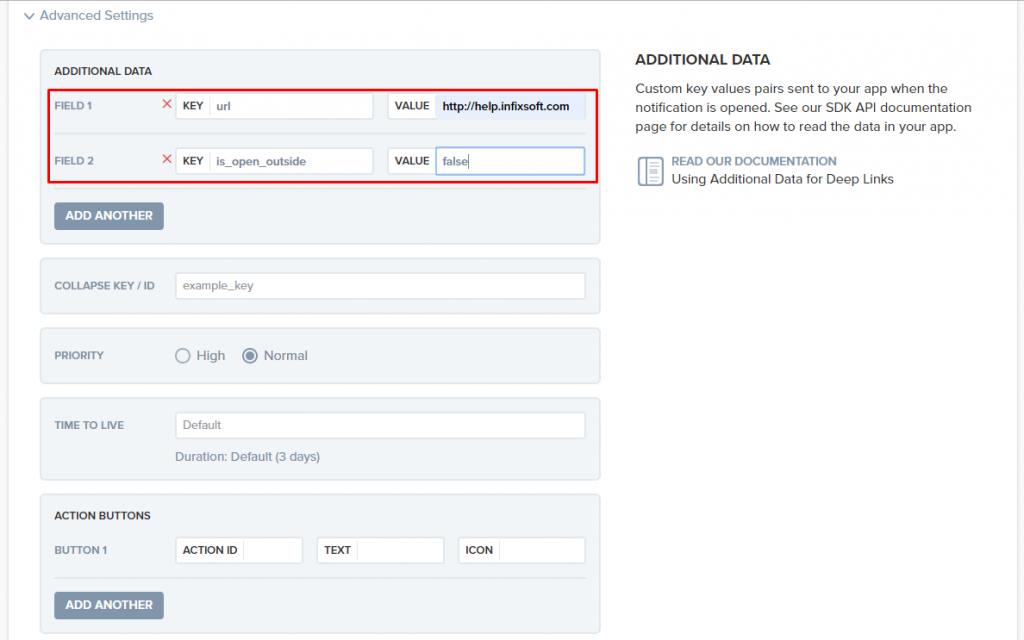 Advanced Settings
ADDITIONAL DATA
FIELD 1 KEY url VALUE http://help.infixsoft.com
FIELD 2 KEY is_open_outside VALUE false
ADD ANOTHER
COLLAPSE KEY / ID example_key
PRIORITY High Normal
TIME TO LIVE Default
Duration: Default (3 days)
ACTION BUTTONS
BUTTON 1 ACTION ID TEXT ICON
ADD ANOTHER
ADDITIONAL DATA
Custom key values pairs sent to your app when the
notification is opened. See our SDK API documentation
page for details on how to read the data in your app.
READ OUR DOCUMENTATION
Using Additional Data for Deep Links